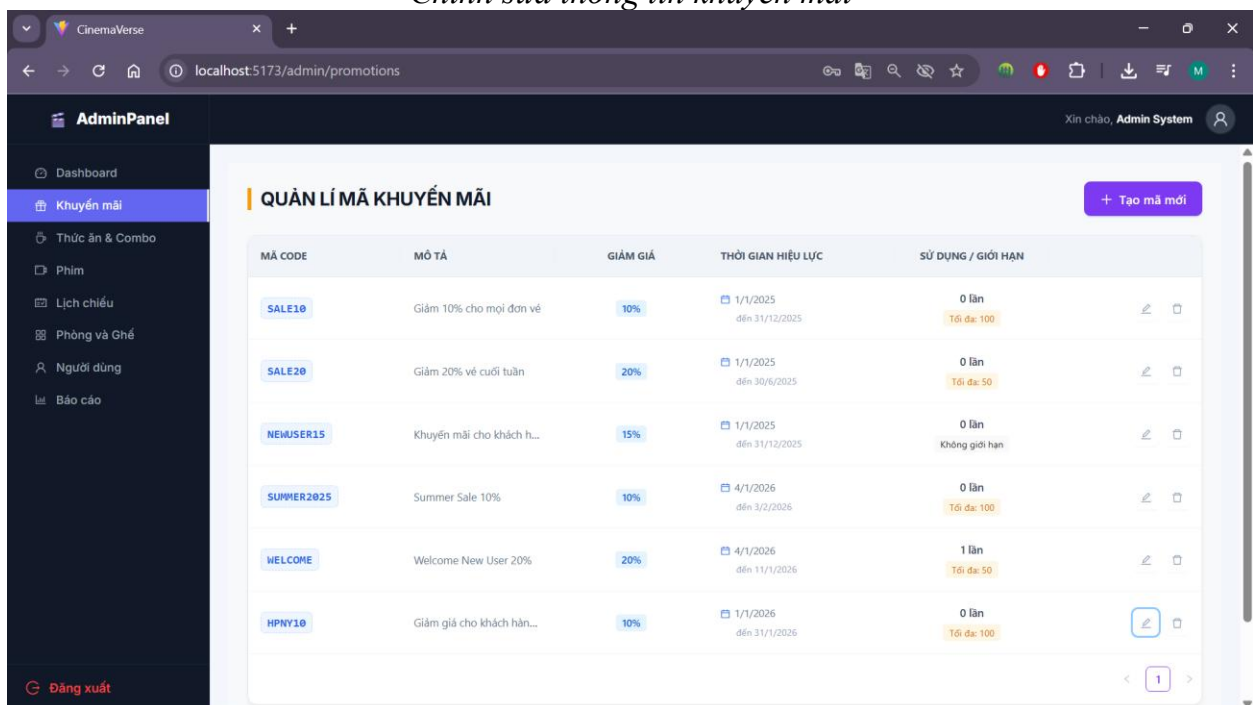 Chỉnh sửa thông tin khuyến mãi
CinemaVerse
localhost:5173/admin/promotions
M
AdminPanel
Xin chào, Admin System
Dashboard
Khuyến mãi
Thức ăn & Combo
Phim
Lịch chiếu
Phòng và Ghế
Người dùng
Báo cáo
Đăng xuất
QUẢN LÍ MÃ KHUYẾN MÃI
+ Tạo mã mới
MÃ CODE MÔ TẢ GIẢM GIÁ THỜI GIAN HIỆU LỰC SỬ DỤNG / GIỚI HẠN
SALE10 Giảm 10% cho mọi đơn vé 10% 1/1/2025 0 lần
đến 31/12/2025 Tối đa: 100
SALE20 Giảm 20% vé cuối tuần 20% 1/1/2025 0 lần
đến 30/6/2025 Tối đa: 50
NEWUSER15 Khuyến mãi cho khách h... 15% 1/1/2025 0 lần
đến 31/12/2025 Không giới hạn
SUMMER2025 Summer Sale 10% 10% 4/1/2026 0 lần
đến 3/2/2026 Tối đa: 100
WELCOME Welcome New User 20% 20% 4/1/2026 1 lần
đến 11/1/2026 Tối đa: 50
HPNY10 Giảm giá cho khách hàn... 10% 1/1/2026 0 lần
đến 31/1/2026 Tối đa: 100
< 1 >